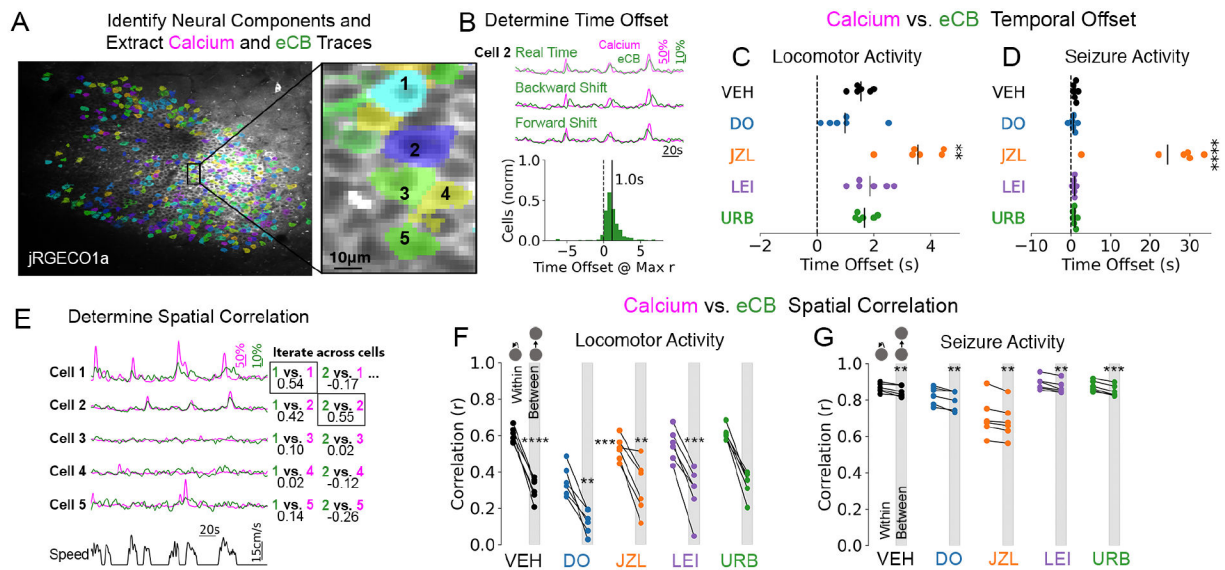 A
Identify Neural Components and
Extract Calcium and eCB Traces
jRGECO1a
1
2
3
4
5
10μm
B Determine Time Offset
Cell 2 Real Time
Calcium
eCB
50%
10%
Backward Shift
Forward Shift
20s
1.0s
Cells (norm)
0.8
0.6
0.4
0.2
0.0
−5 0 5
Time Offset @ Max r
Calcium vs. eCB Temporal Offset
C Locomotor Activity
VEH
DO
JZL
LEI
URB
**
−2 0 2 4
Time Offset (s)
D Seizure Activity
VEH
DO
JZL
LEI
URB
****
−10 0 10 20 30
Time Offset (s)
E Determine Spatial Correlation
50%
10%
Iterate across cells
Cell 1 1 vs. 1 2 vs. 1 ...
0.54 -0.17
Cell 2 1 vs. 2 2 vs. 2
0.42 0.55
Cell 3 1 vs. 3 2 vs. 3
0.10 0.02
Cell 4 1 vs. 4 2 vs. 4
0.02 -0.12
Cell 5 1 vs. 5 2 vs. 5
0.14 -0.26
20s
Speed
15cm/s
Calcium vs. eCB Spatial Correlation
F Locomotor Activity
Correlation (r)
1.0
0.8
0.6
0.4
0.2
0.0
Within
Between
****
**
***
**
***
VEH DO JZL LEI URB
G Seizure Activity
Correlation (r)
1.0
0.8
0.6
0.4
0.2
0.0
Within
Between
** ** ** ** ***
VEH DO JZL LEI URB